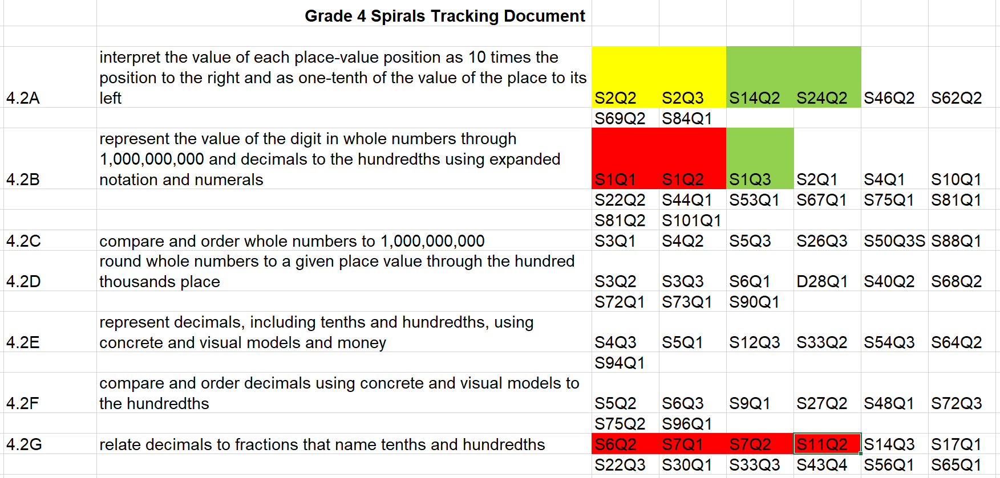 Grade 4 Spirals Tracking Document
interpret the value of each place-value position as 10 times the
position to the right and as one-tenth of the value of the place to its
4.2A left S2Q2 S2Q3 S14Q2 S24Q2 S46Q2 S62Q2
S69Q2 S84Q1
represent the value of the digit in whole numbers through
1,000,000,000 and decimals to the hundredths using expanded
4.2B notation and numerals S1Q1 S1Q2 S1Q3 S2Q1 S4Q1 S10Q1
S22Q2 S44Q1 S53Q1 S67Q1 S75Q1 S81Q1
S81Q2 S101Q1
4.2C compare and order whole numbers to 1,000,000,000 S3Q1 S4Q2 S5Q3 S26Q3 S50Q3S S88Q1
round whole numbers to a given place value through the hundred
4.2D thousands place S3Q2 S3Q3 S6Q1 D28Q1 S40Q2 S68Q2
S72Q1 S73Q1 S90Q1
represent decimals, including tenths and hundredths, using
4.2E concrete and visual models and money S4Q3 S5Q1 S12Q3 S33Q2 S54Q3 S64Q2
S94Q1
compare and order decimals using concrete and visual models to
4.2F the hundredths S5Q2 S6Q3 S9Q1 S27Q2 S48Q1 S72Q3
S75Q2 S96Q1
4.2G relate decimals to fractions that name tenths and hundredths S6Q2 S7Q1 S7Q2 S11Q2 S14Q3 S17Q1
S22Q3 S30Q1 S33Q3 S43Q4 S56Q1 S65Q1